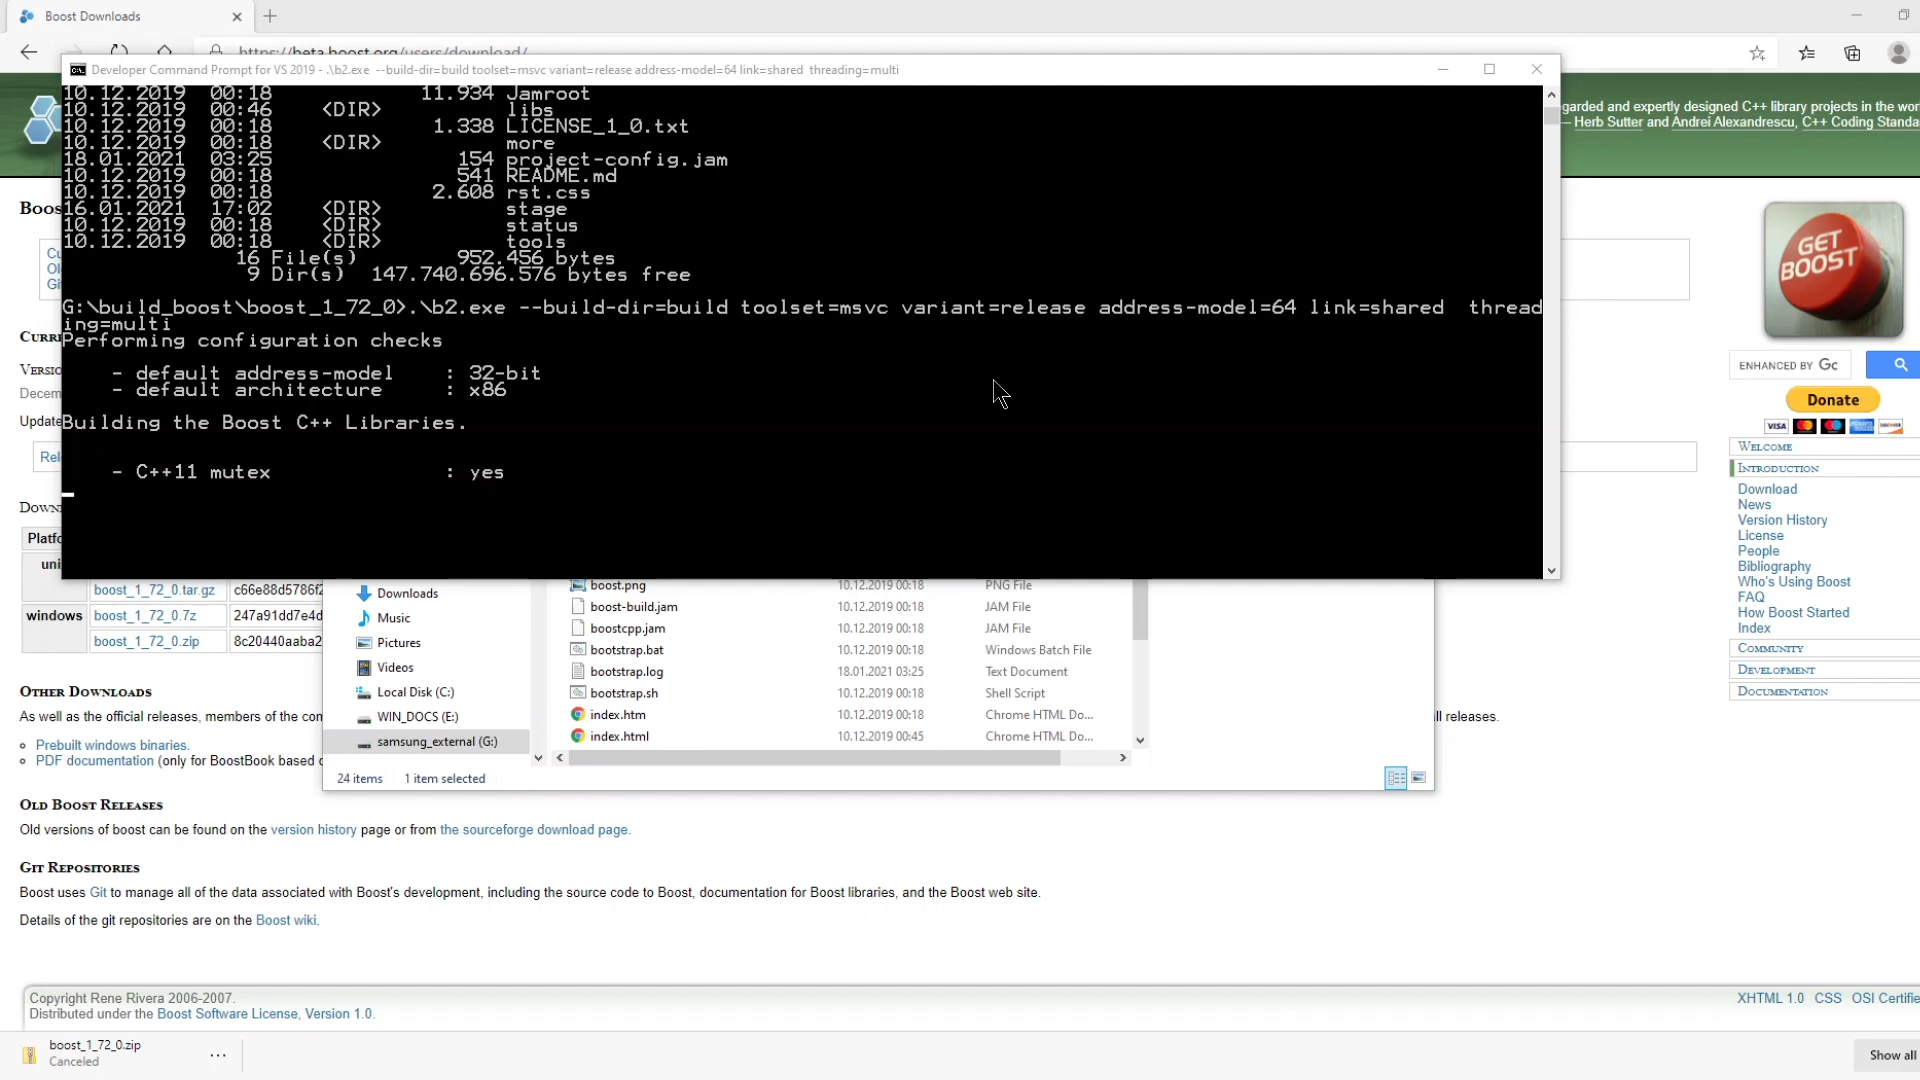 Boost Downloads
https://beta.boost.org/users/download/
Developer Command Prompt for VS 2019 - .\b2.exe --build-dir=build toolset=msvc variant=release address-model=64 link=shared threading=multi
10.12.2019 00:18 11.934 Jamroot
10.12.2019 00:46 <DIR> libs
10.12.2019 00:18 1.338 LICENSE_1_0.txt
10.12.2019 00:18 <DIR> more
18.01.2021 03:25 154 project-config.jam
10.12.2019 00:18 541 README.md
10.12.2019 00:18 2.608 rst.css
16.01.2021 17:02 <DIR> stage
10.12.2019 00:18 <DIR> status
10.12.2019 00:18 <DIR> tools
16 File(s) 952.456 bytes
9 Dir(s) 147.740.696.576 bytes free
G:\build_boost\boost_1_72_0>.\b2.exe --build-dir=build toolset=msvc variant=release address-model=64 link=shared thread
ing=multi
Performing configuration checks
- default address-model : 32-bit
- default architecture : x86
Building the Boost C++ Libraries.
- C++11 mutex : yes
garded and expertly designed C++ library projects in the wor
— Herb Sutter and Andrei Alexandrescu, C++ Coding Standa
GET BOOST
ENHANCED BY Go
Donate
VISA
DISCOVER
Welcome
Introduction
Download
News
Version History
License
People
Bibliography
Who's Using Boost
FAQ
How Boost Started
Index
Community
Development
Documentation
Boos
Cu
Ol
Gi
Curr
Versio
Decem
Update
Rel
Down
Platfo
uni
boost_1_72_0.tar.gz c66e88d5786f2
windows boost_1_72_0.7z 247a91dd7e4d
boost_1_72_0.zip 8c20440aaba2
Downloads
Music
Pictures
Videos
Local Disk (C:)
WIN_DOCS (E:)
samsung_external (G:)
boost.png 10.12.2019 00:18 PNG File
boost-build.jam 10.12.2019 00:18 JAM File
boostcpp.jam 10.12.2019 00:18 JAM File
bootstrap.bat 10.12.2019 00:18 Windows Batch File
bootstrap.log 18.01.2021 03:25 Text Document
bootstrap.sh 10.12.2019 00:18 Shell Script
index.htm 10.12.2019 00:18 Chrome HTML Do...
index.html 10.12.2019 00:45 Chrome HTML Do...
24 items 1 item selected
Other Downloads
As well as the official releases, members of the con
ll releases.
Prebuilt windows binaries.
PDF documentation (only for BoostBook based d
Old Boost Releases
Old versions of boost can be found on the version history page or from the sourceforge download page.
Git Repositories
Boost uses Git to manage all of the data associated with Boost's development, including the source code to Boost, documentation for Boost libraries, and the Boost web site.
Details of the git repositories are on the Boost wiki.
Copyright Rene Rivera 2006-2007.
Distributed under the Boost Software License, Version 1.0.
XHTML 1.0 CSS OSI Certifie
boost_1_72_0.zip
Canceled
Show all